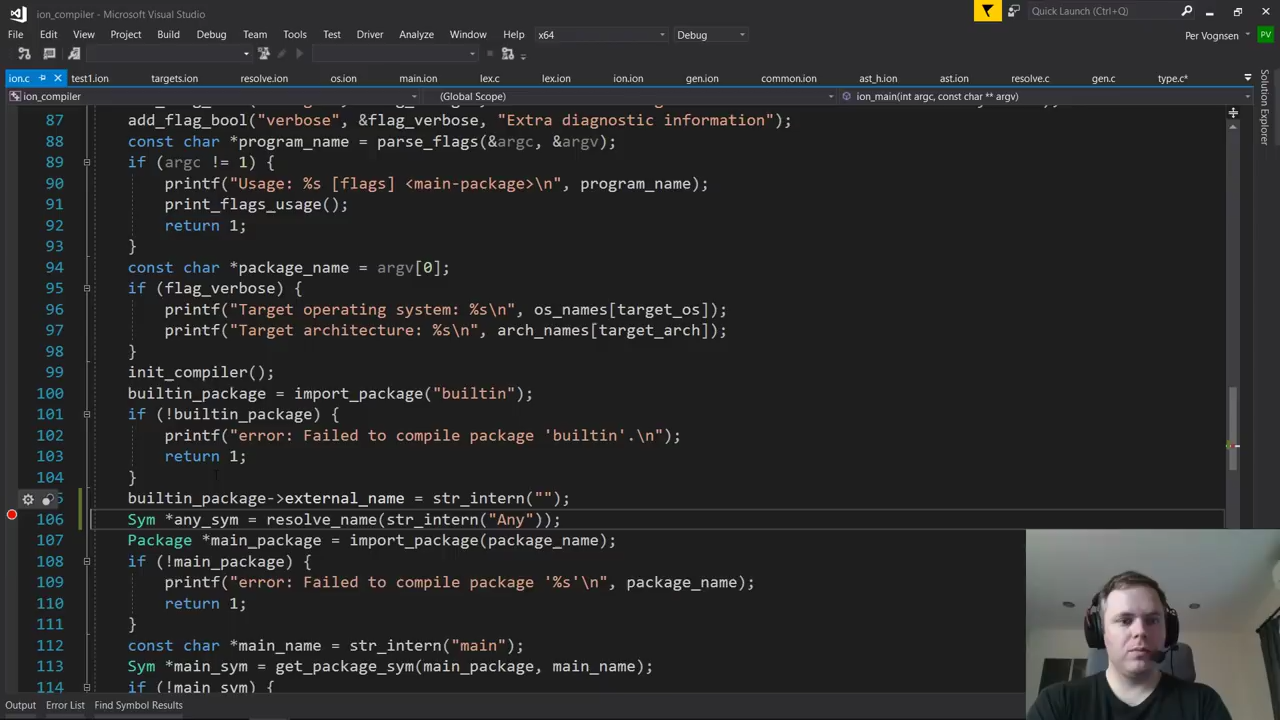 ion_compiler - Microsoft Visual Studio
Quick Launch (Ctrl+Q)
File Edit View Project Build Debug Team Tools Test Driver Analyze Window Help x64 Debug Per Vognsen PV
ion.c test1.ion targets.ion resolve.ion os.ion main.ion lex.c lex.ion ion.ion gen.ion common.ion ast_h.ion ast.ion resolve.c gen.c type.c*
ion_compiler (Global Scope) ion_main(int argc, const char ** argv)
87 add_flag_bool("verbose", &flag_verbose, "Extra diagnostic information");
88 const char *program_name = parse_flags(&argc, &argv);
89 if (argc != 1) {
90 printf("Usage: %s [flags] <main-package>\n", program_name);
91 print_flags_usage();
92 return 1;
93 }
94 const char *package_name = argv[0];
95 if (flag_verbose) {
96 printf("Target operating system: %s\n", os_names[target_os]);
97 printf("Target architecture: %s\n", arch_names[target_arch]);
98 }
99 init_compiler();
100 builtin_package = import_package("builtin");
101 if (!builtin_package) {
102 printf("error: Failed to compile package 'builtin'.\n");
103 return 1;
104 }
5 builtin_package->external_name = str_intern("");
106 Sym *any_sym = resolve_name(str_intern("Any"));
107 Package *main_package = import_package(package_name);
108 if (!main_package) {
109 printf("error: Failed to compile package '%s'\n", package_name);
110 return 1;
111 }
112 const char *main_name = str_intern("main");
113 Sym *main_sym = get_package_sym(main_package, main_name);
114 if (!main_sym) {
Output Error List Find Symbol Results
Solution Explorer